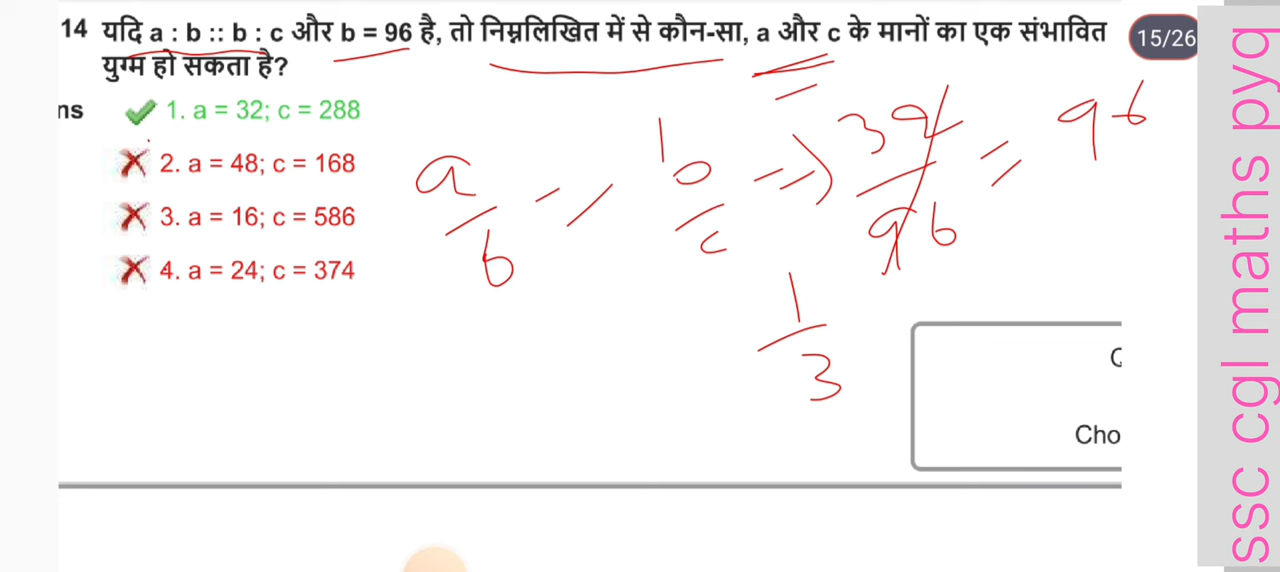 14 यदि a : b :: b : c और b = 96 है, तो निम्नलिखित में से कौन-सा, a और c के मानों का एक संभावित
युग्म हो सकता है?
15/26
ns
1. a = 32; c = 288
2. a = 48; c = 168
3. a = 16; c = 586
4. a = 24; c = 374
a/b = b/c => 32/96 = 96
1/3
Cho
ssc cgl maths pyq